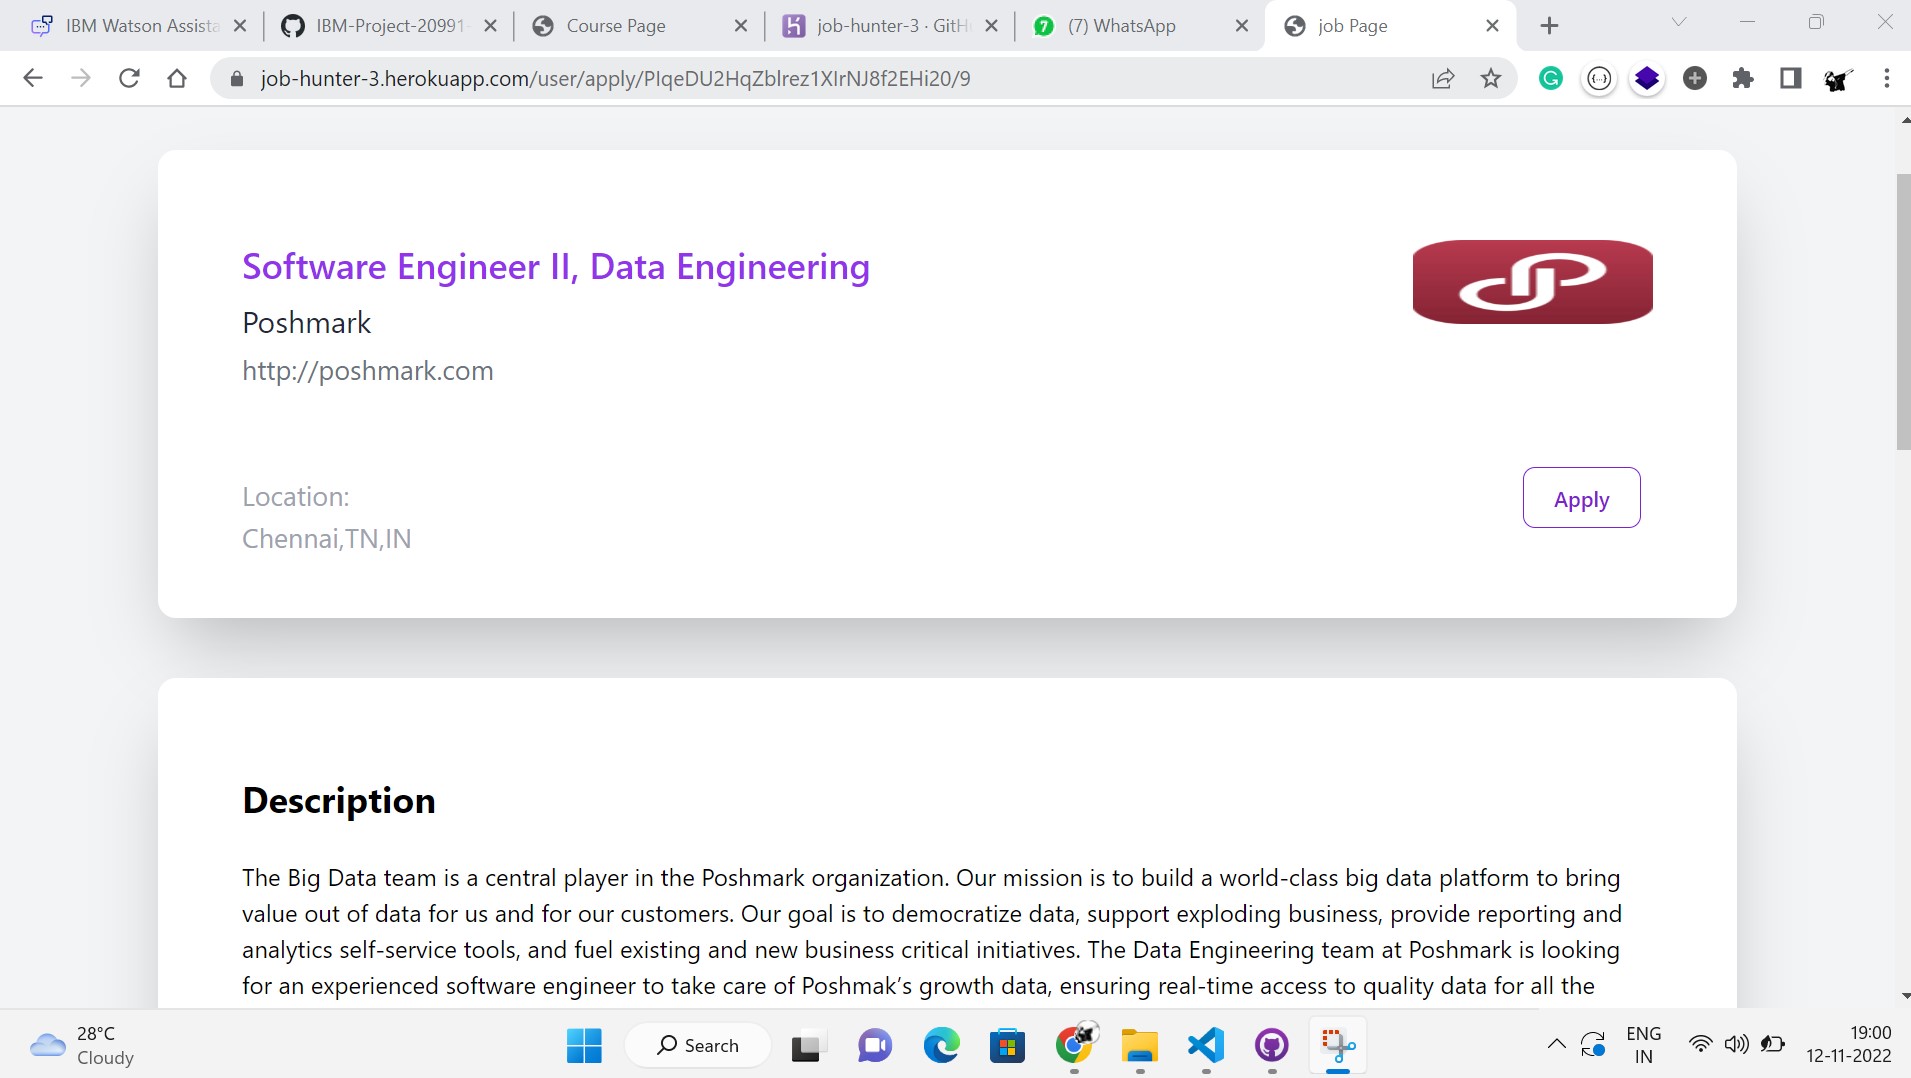 IBM Watson Assista
IBM-Project-20991-
Course Page
job-hunter-3 · GitH
(7) WhatsApp
job Page
job-hunter-3.herokuapp.com/user/apply/PIqeDU2HqZblrez1XIrNJ8f2EHi20/9
Software Engineer II, Data Engineering
Poshmark
http://poshmark.com
Location:
Chennai,TN,IN
Apply
Description
The Big Data team is a central player in the Poshmark organization. Our mission is to build a world-class big data platform to bring
value out of data for us and for our customers. Our goal is to democratize data, support exploding business, provide reporting and
analytics self-service tools, and fuel existing and new business critical initiatives. The Data Engineering team at Poshmark is looking
for an experienced software engineer to take care of Poshmak’s growth data, ensuring real-time access to quality data for all the
28°C
Cloudy
Search
ENG
IN
19:00
12-11-2022